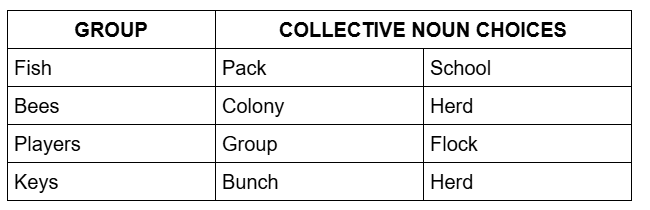 GROUP COLLECTIVE NOUN CHOICES
Fish Pack School
Bees Colony Herd
Players Group Flock
Keys Bunch Herd